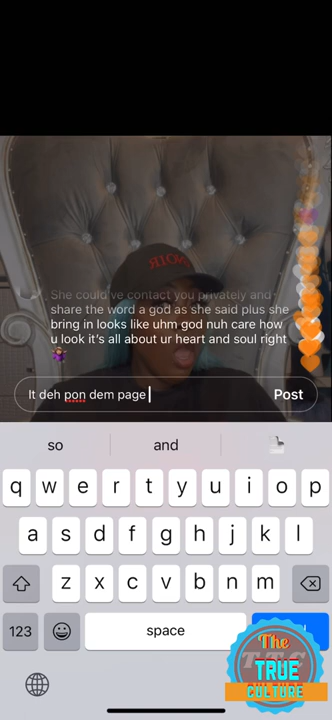 She could've contact you privately and
share the word a god as she said plus she
bring in looks like uhm god nuh care how
u look it's all about ur heart and soul right
It deh pon dem page
Post
so
and
q w e r t y u i o p
a s d f g h j k l
z x c v b n m
123
space
The
TRUE
CULTURE